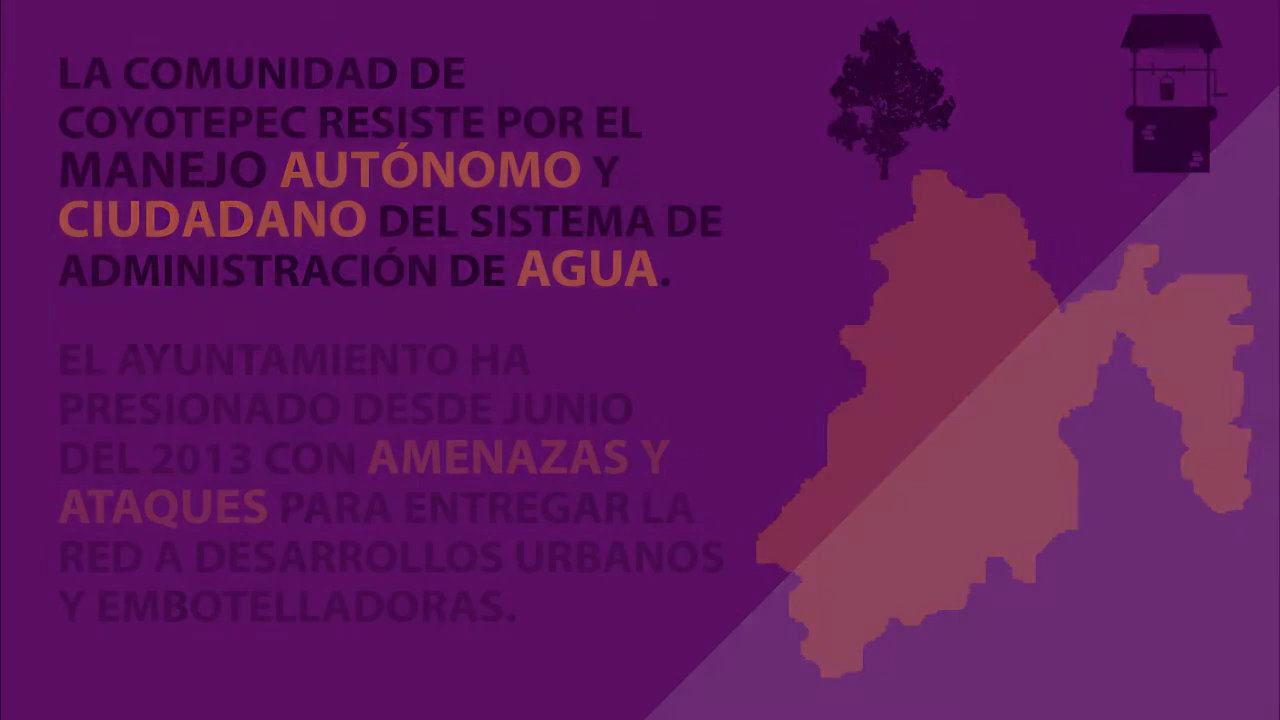 LA COMUNIDAD DE
COYOTEPEC RESISTE POR EL
MANEJO AUTÓNOMO Y
CIUDADANO DEL SISTEMA DE
ADMINISTRACIÓN DE AGUA.
EL AYUNTAMIENTO HA
PRESIONADO DESDE JUNIO
DEL 2013 CON AMENAZAS Y
ATAQUES PARA ENTREGAR LA
RED A DESARROLLOS URBANOS
Y EMBOTELLADORAS.